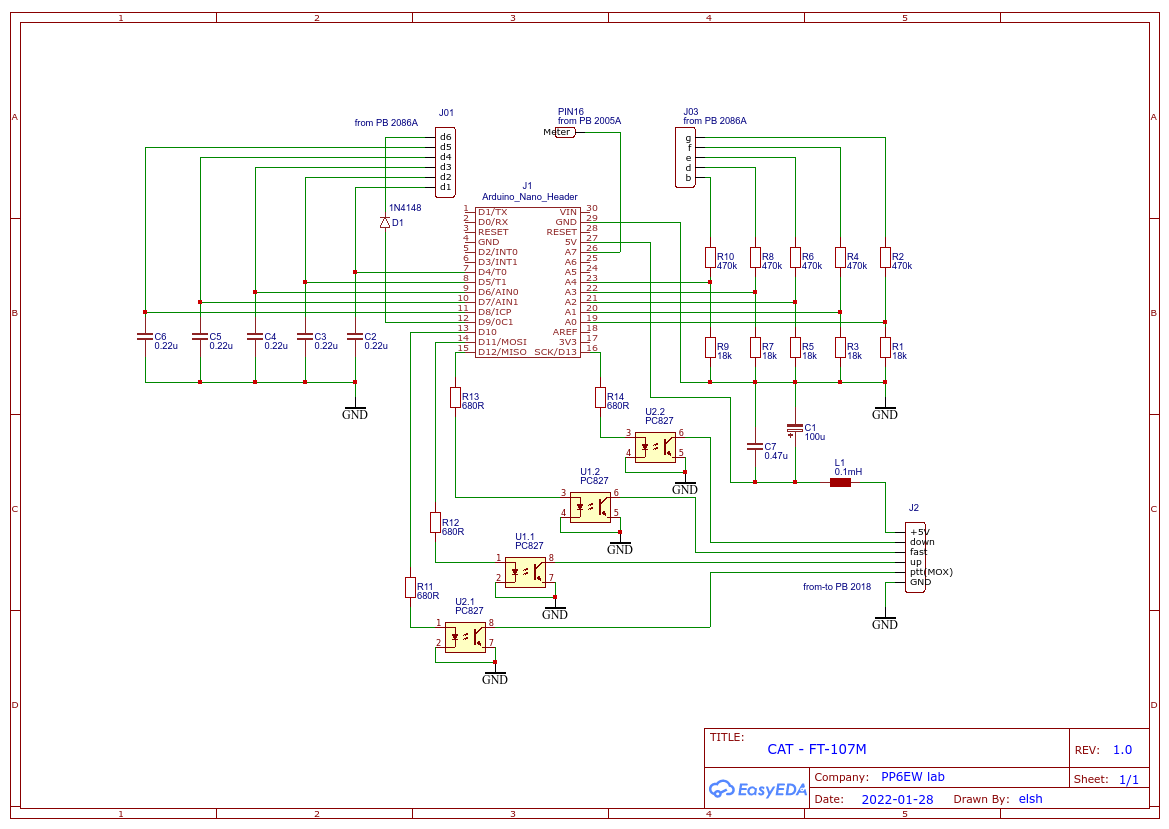 1 2 3 4 5
A A
B B
C C
D D
1 2 3 4 5
J01
from PB 2086A
d6
d5
d4
d3
d2
d1
PIN16
from PB 2005A
Meter
J03
from PB 2086A
g
f
e
d
b
1N4148
D1
J1
Arduino_Nano_Header
1 D1/TX VIN 30
2 D0/RX GND 29
3 RESET RESET 28
4 GND 5V 27
5 D2/INT0 A7 26
6 D3/INT1 A6 25
7 D4/T0 A5 24
8 D5/T1 A4 23
9 D6/AIN0 A3 22
10 D7/AIN1 A2 21
11 D8/ICP A1 20
12 D9/0C1 A0 19
13 D10 AREF 18
14 D11/MOSI 3V3 17
15 D12/MISO SCK/D13 16
R10 R8 R6 R4 R2
470k 470k 470k 470k 470k
R9 R7 R5 R3 R1
18k 18k 18k 18k 18k
C6 C5 C4 C3 C2
0.22u 0.22u 0.22u 0.22u 0.22u
GND
GND
R13
680R
R14
680R
U2.2
PC827
3 6
4 5
GND
C7
0.47u
C1
100u
+
L1
0.1mH
U1.2
PC827
3 6
4 5
GND
R12
680R
U1.1
PC827
1 8
2 7
GND
R11
680R
U2.1
PC827
1 8
2 7
GND
J2
+5V
down
fast
up
ptt(MOX)
GND
from-to PB 2018
GND
TITLE:
CAT - FT-107M
REV: 1.0
EasyEDA
Company: PP6EW lab
Sheet: 1/1
Date: 2022-01-28 Drawn By: elsh